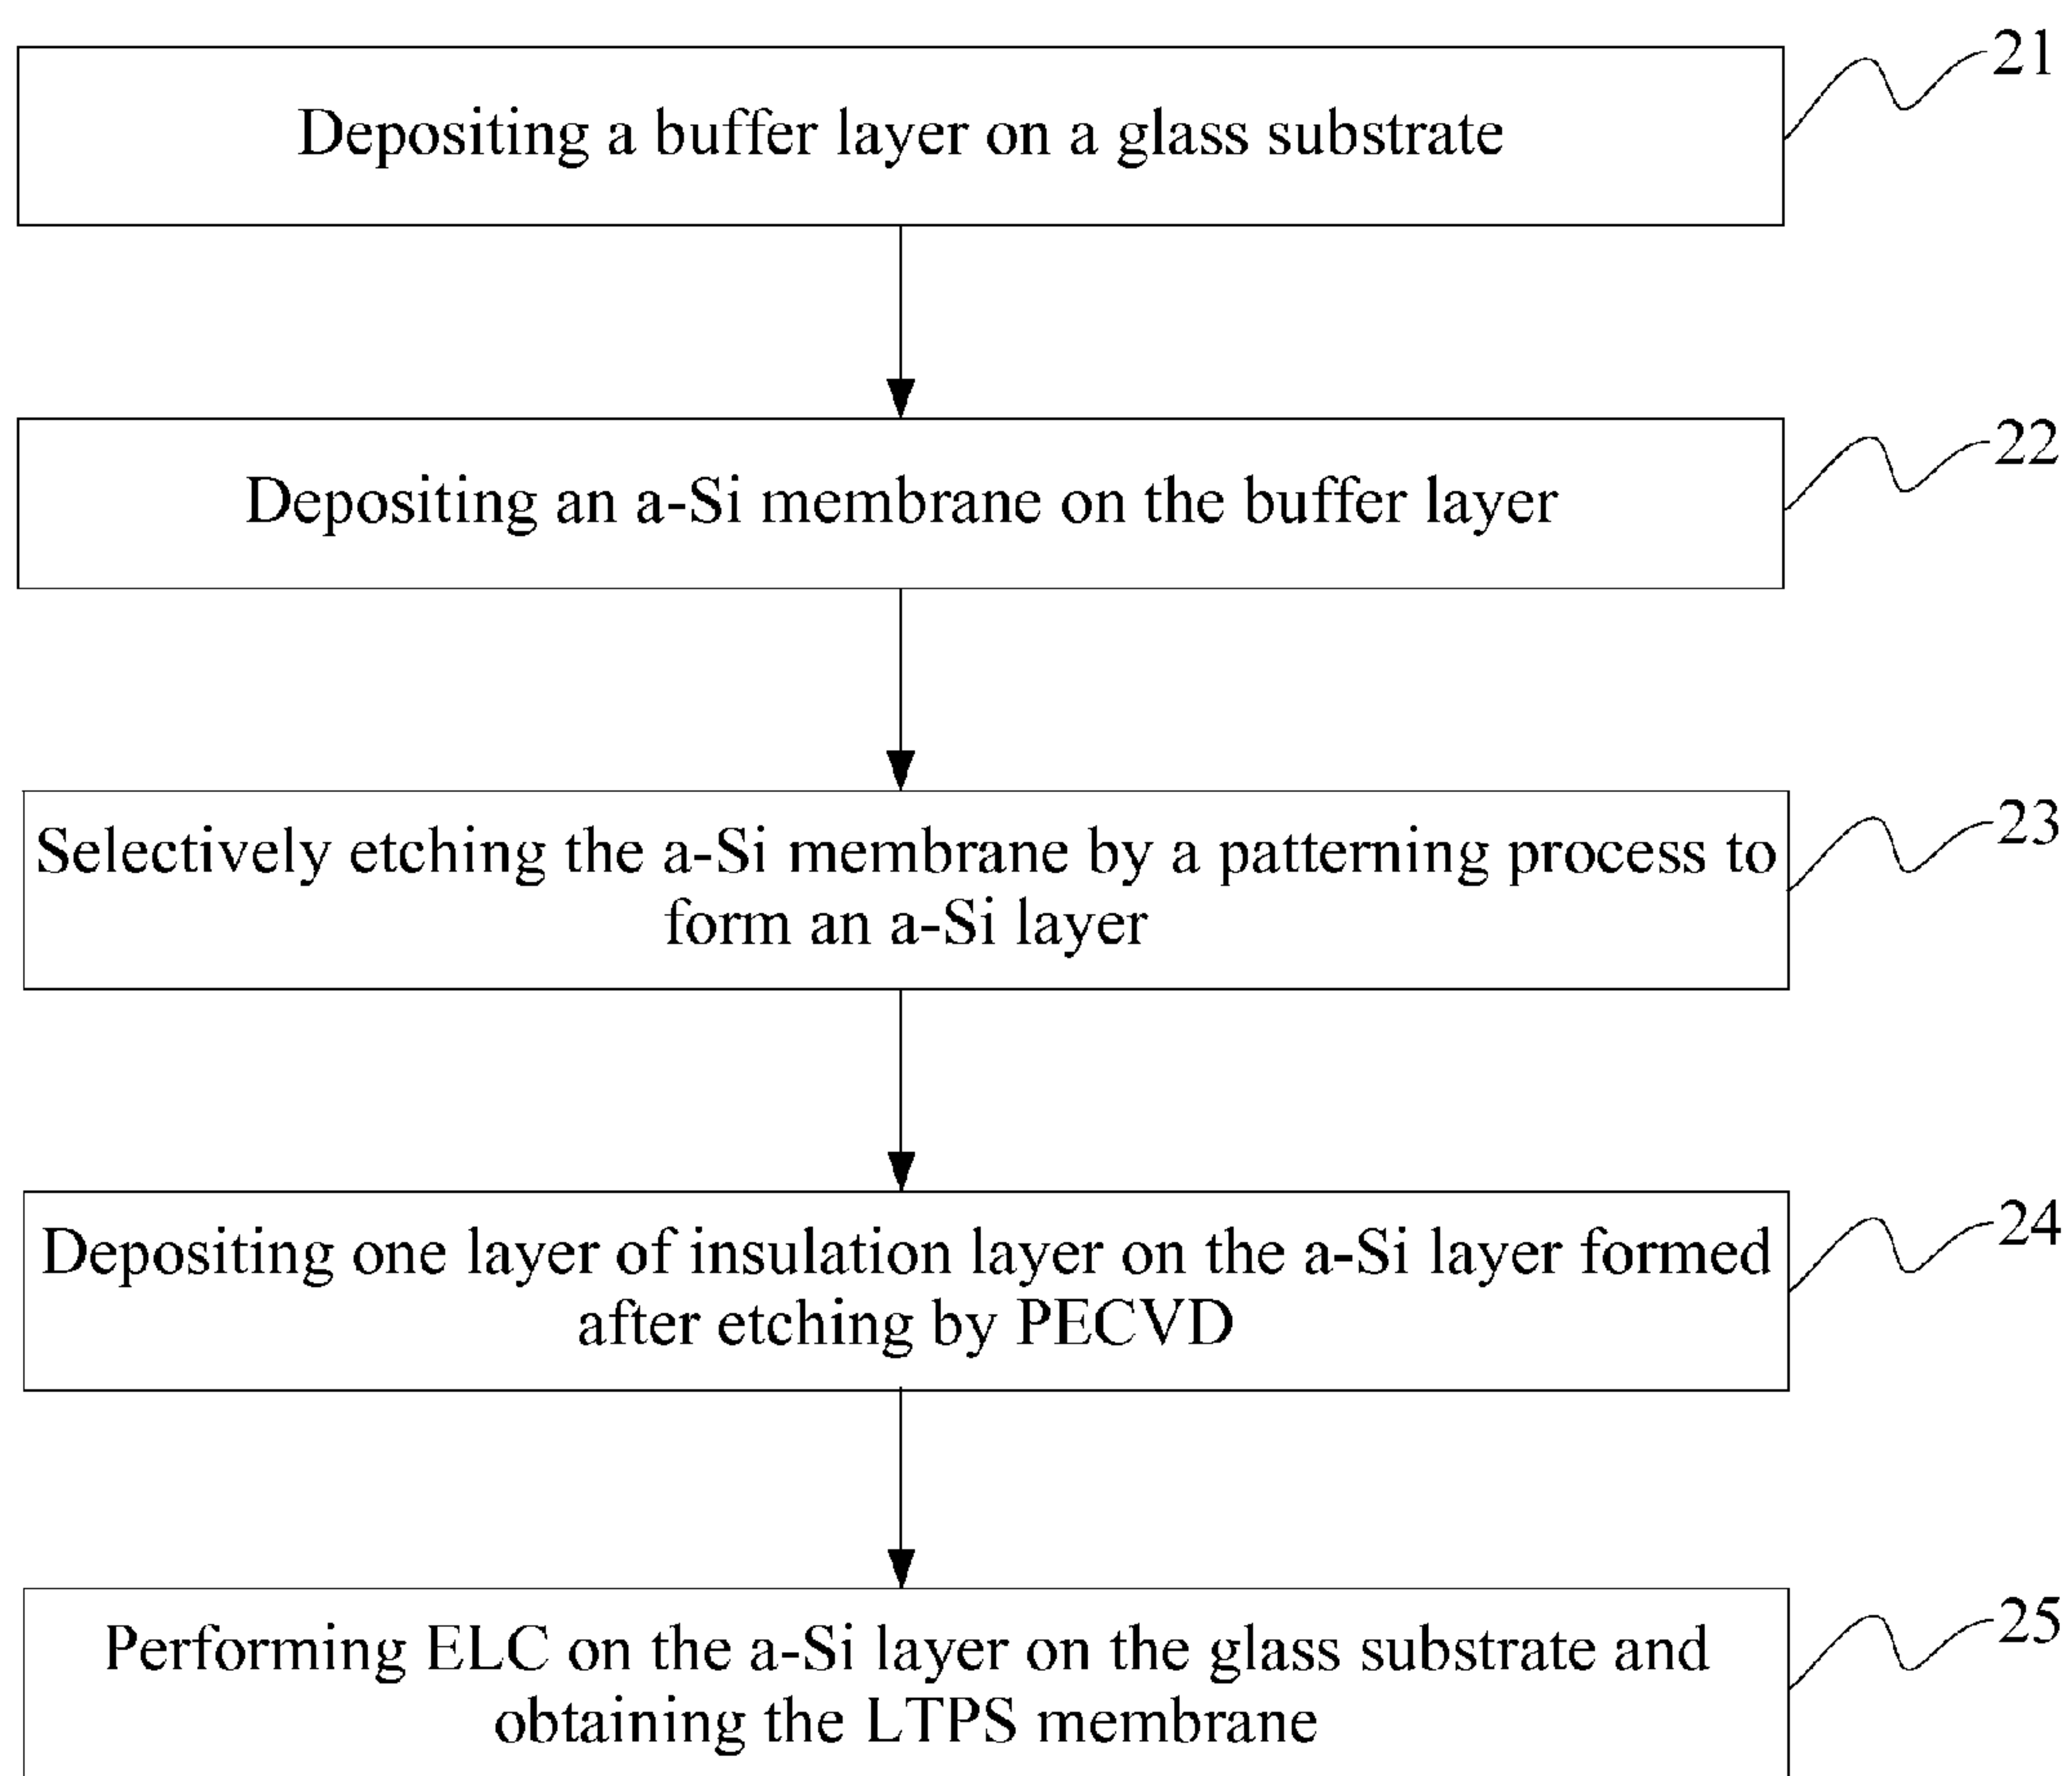 21
Depositing a buffer layer on a glass substrate
22
Depositing an a-Si membrane on the buffer layer
23
Selectively etching the a-Si membrane by a patterning process to
form an a-Si layer
24
Depositing one layer of insulation layer on the a-Si layer formed
after etching by PECVD
25
Performing ELC on the a-Si layer on the glass substrate and
obtaining the LTPS membrane